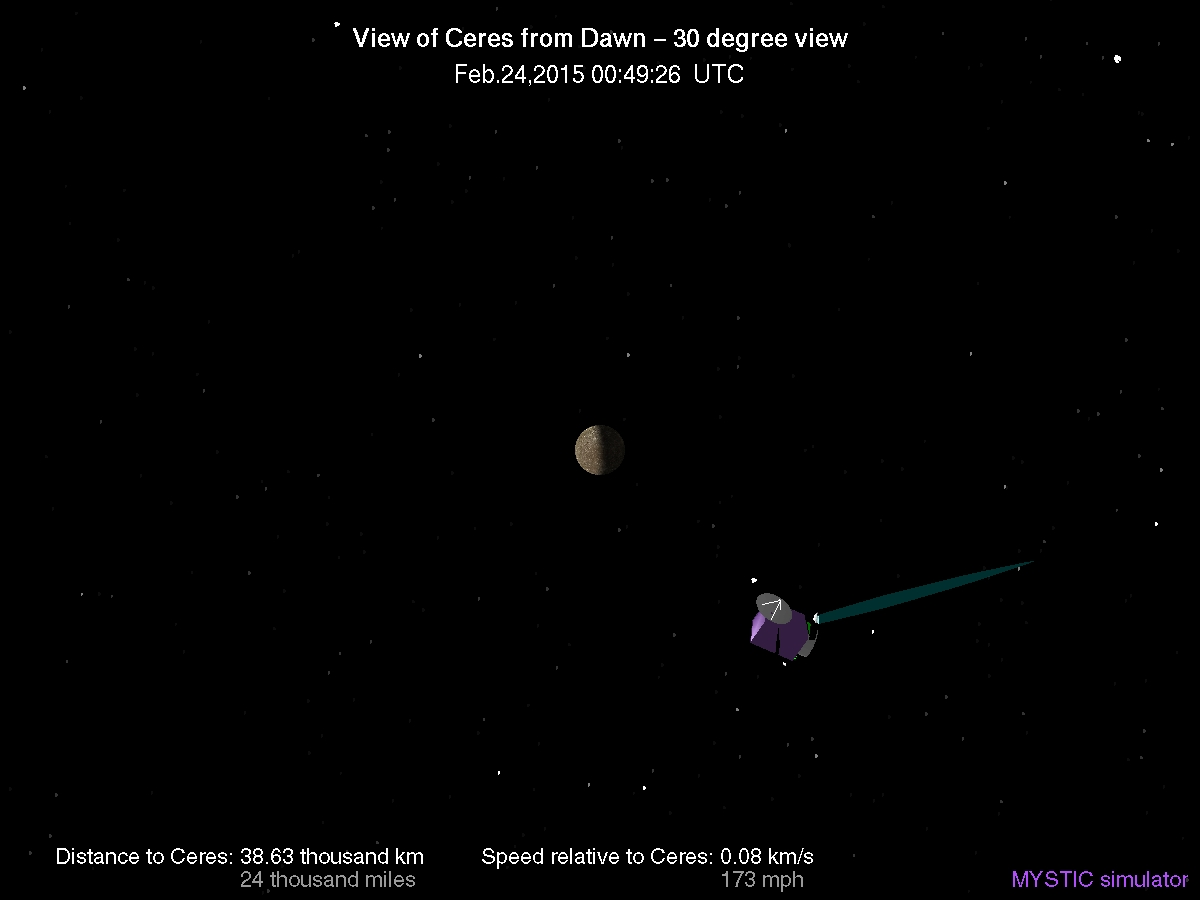 View of Ceres from Dawn – 30 degree view
Feb.24,2015 00:49:26 UTC
Distance to Ceres: 38.63 thousand km
24 thousand miles
Speed relative to Ceres: 0.08 km/s
173 mph
MYSTIC simulator